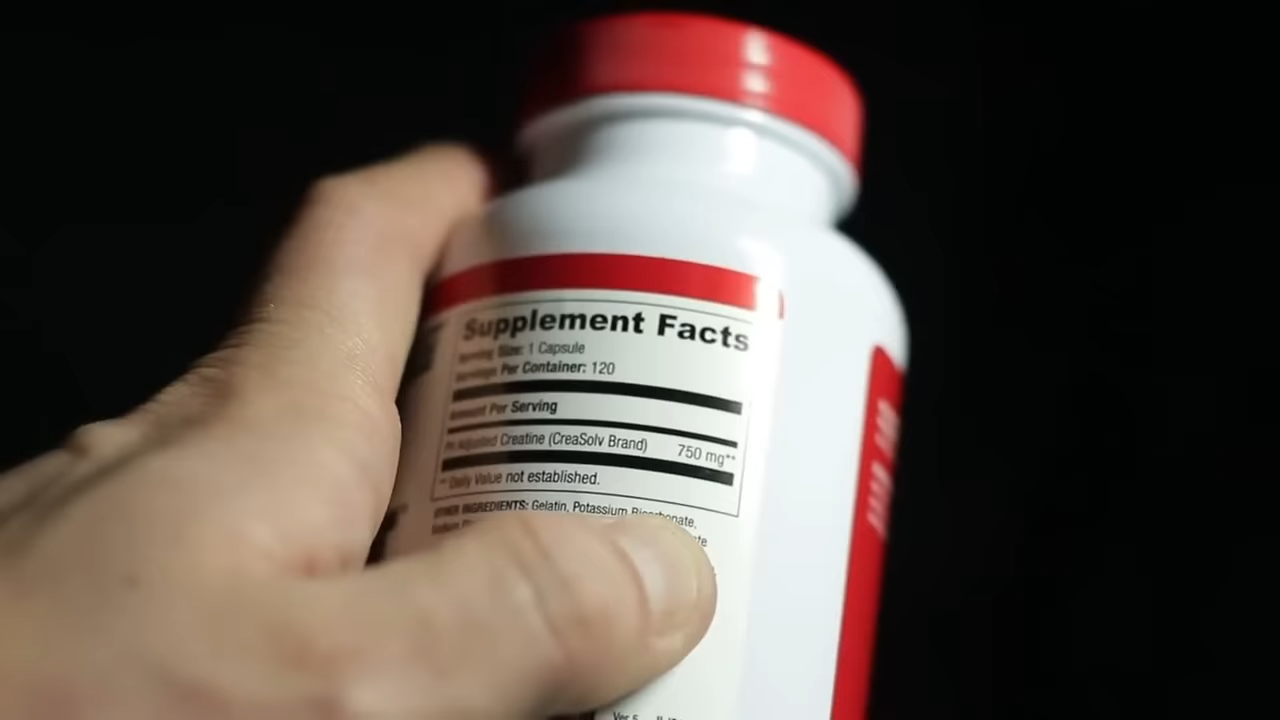 Supplement Facts
Serving Size: 1 Capsule
Servings Per Container: 120
Amount Per Serving
Adjusted Creatine (CreaSolv Brand) 750 mg**
** Daily Value not established.
OTHER INGREDIENTS: Gelatin, Potassium Bicarbonate,